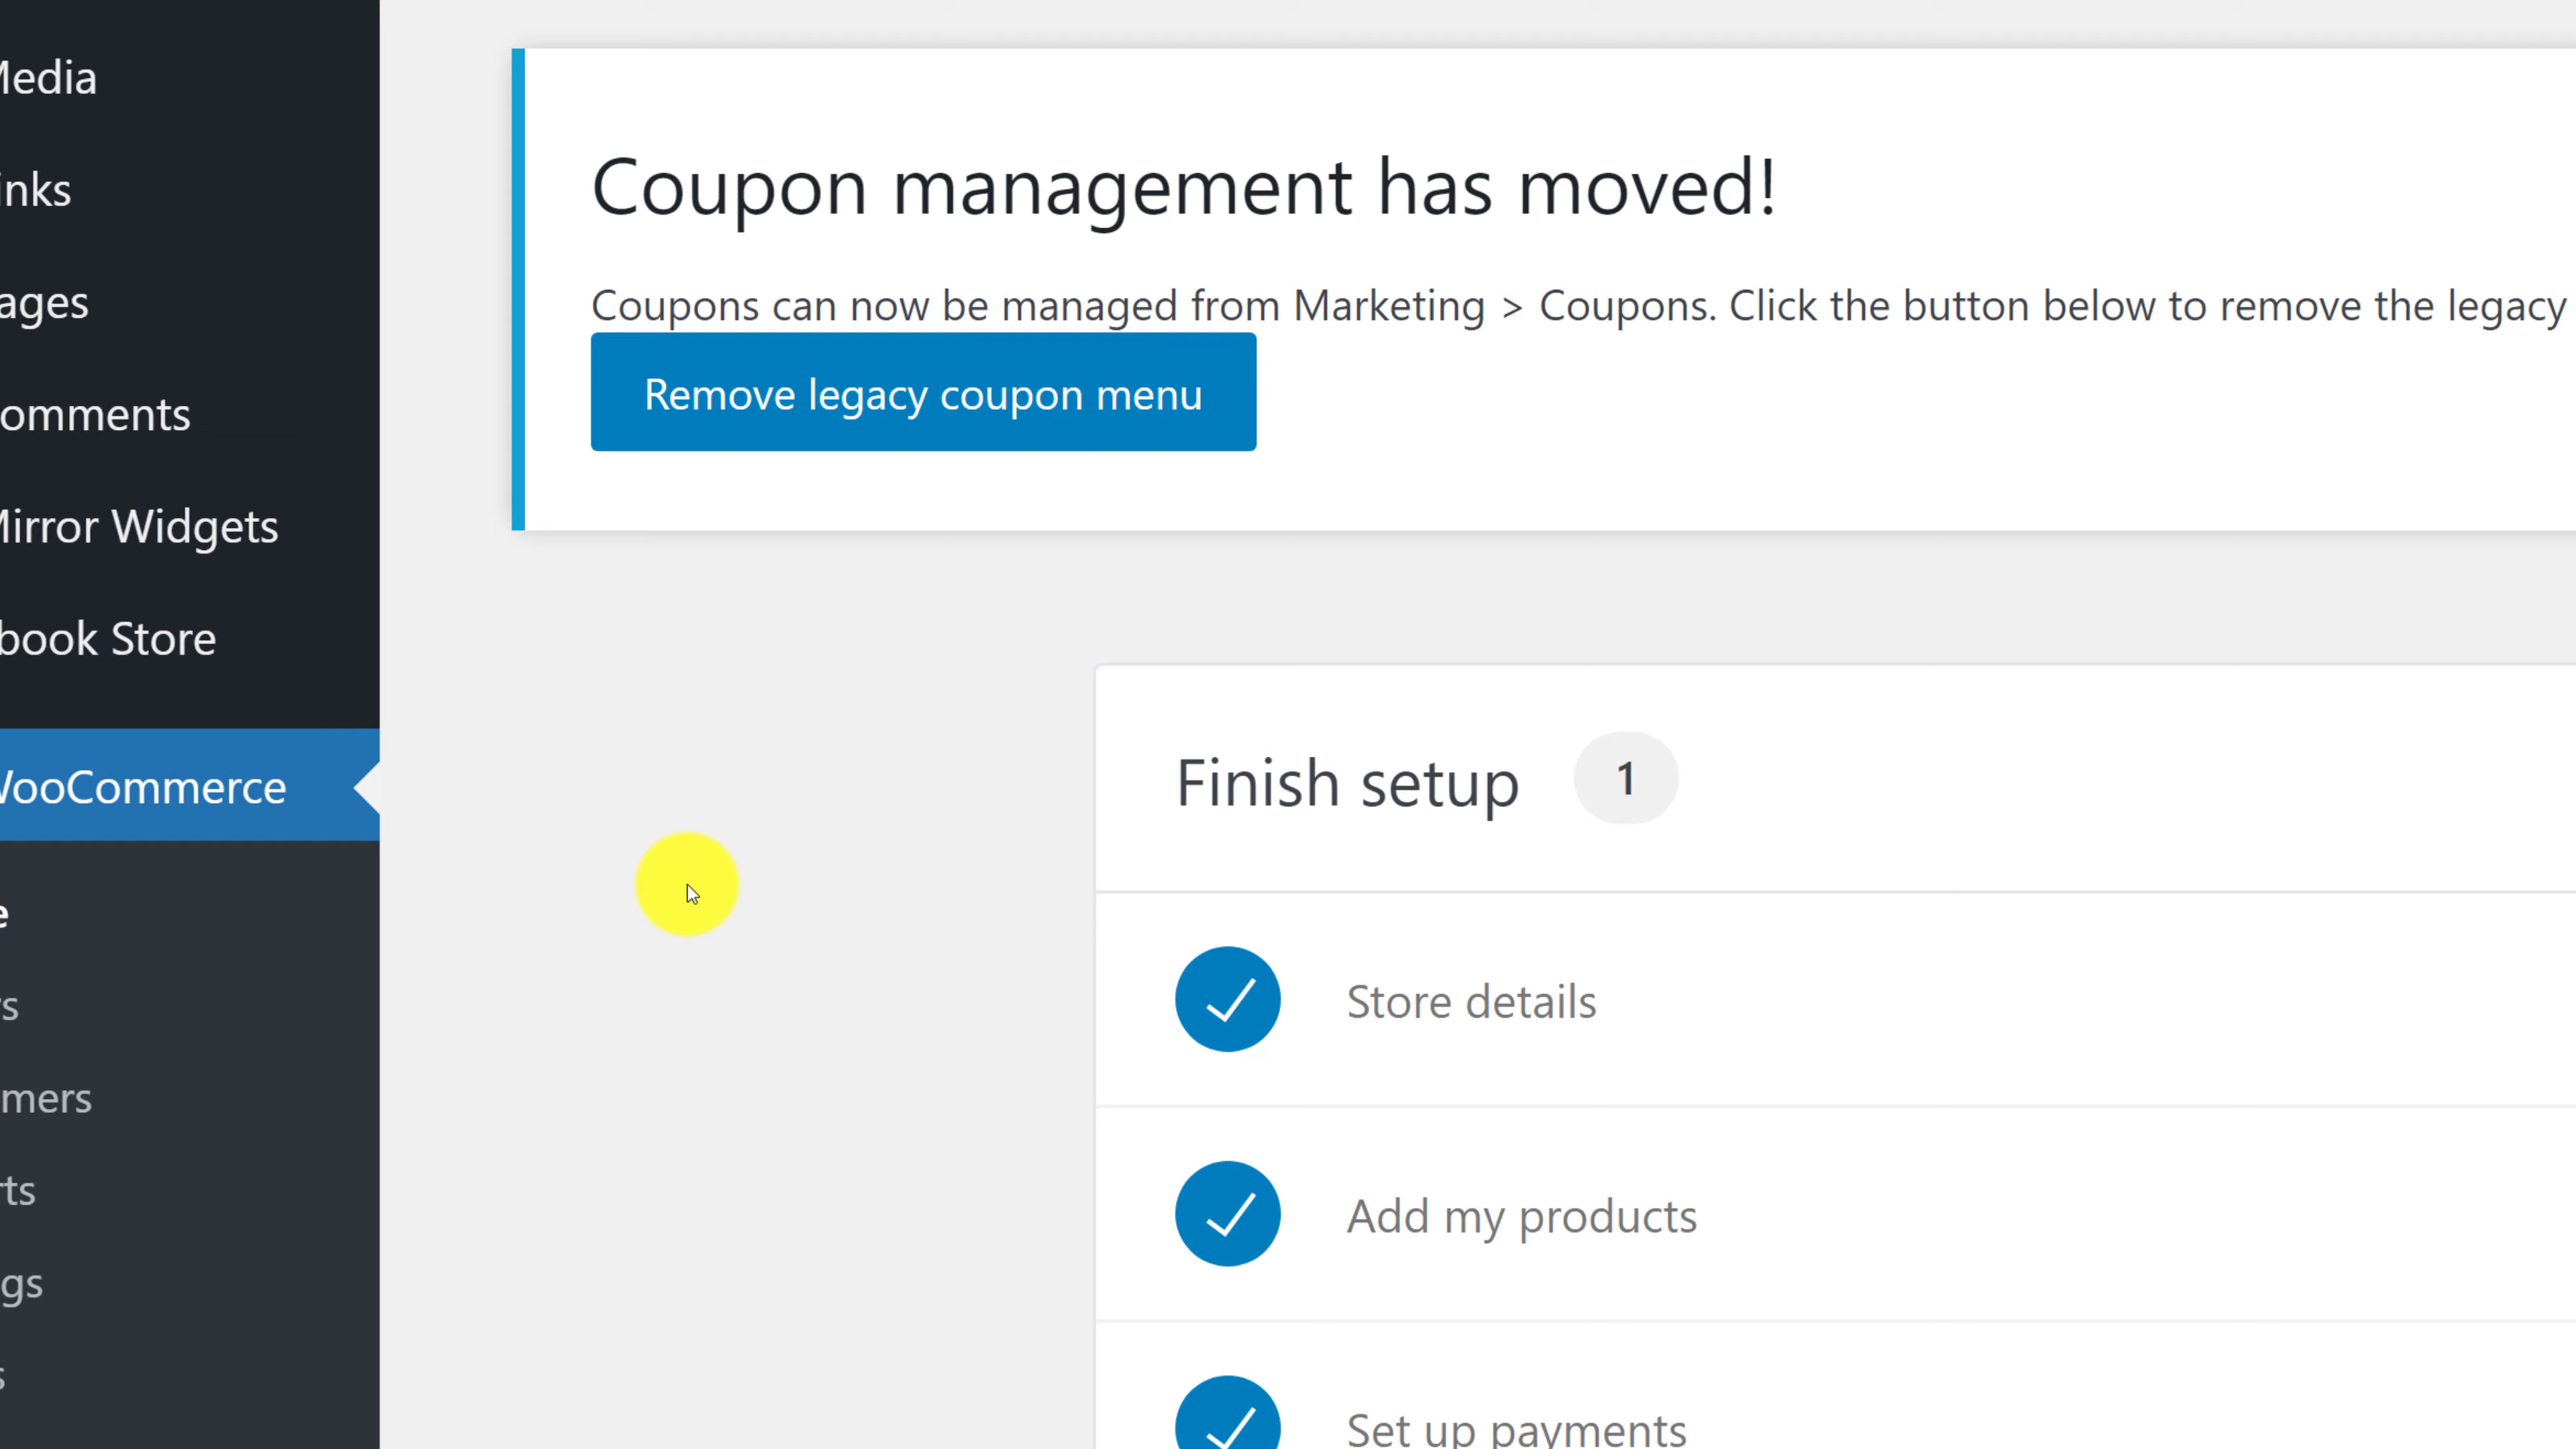 Media
inks
ages
omments
Mirror Widgets
book Store
WooCommerce
e
rs
mers
rts
gs
s
Coupon management has moved!
Coupons can now be managed from Marketing > Coupons. Click the button below to remove the legacy
Remove legacy coupon menu
Finish setup 1
Store details
Add my products
Set up payments